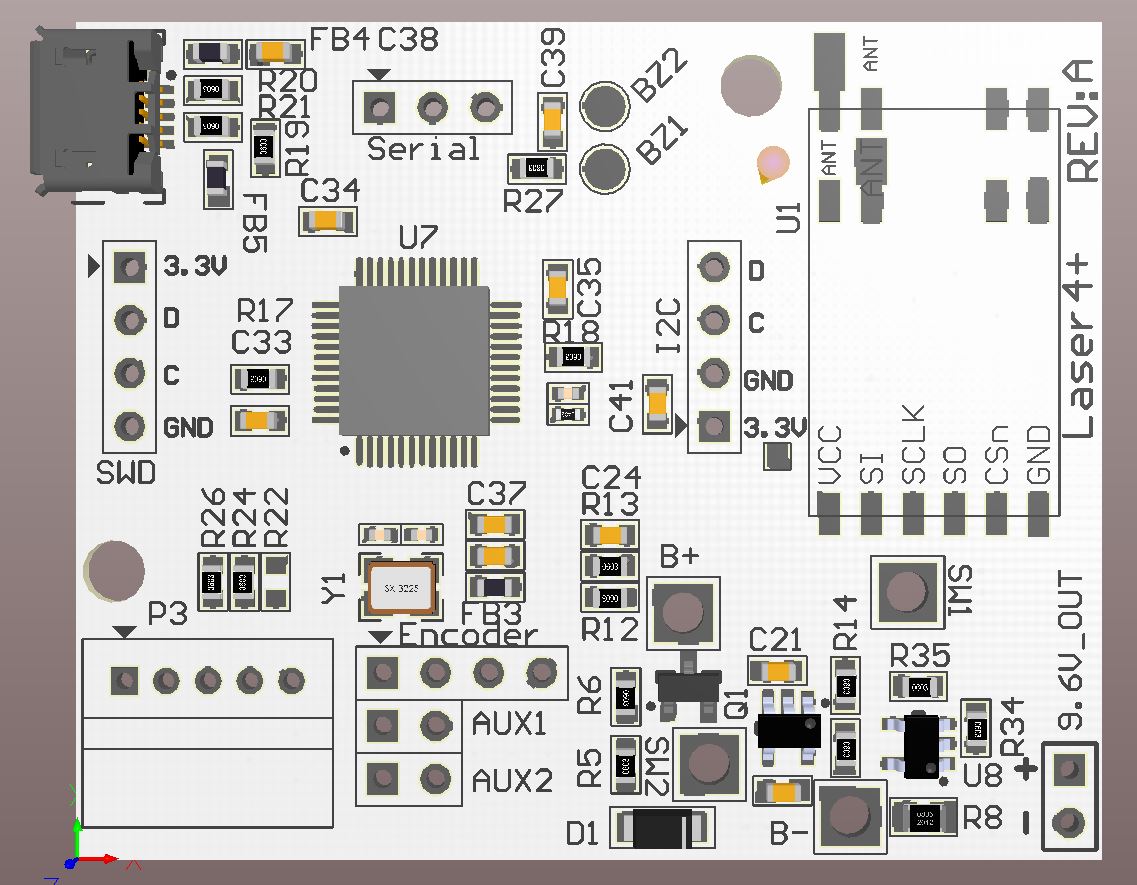 FB4 C38
R20
R21
R19
Serial
C39
BZ2
BZ1
R27
ANT
ANT
ANT
REV:A
U1
Laser 4+
C34
FB5
U7
3.3V
D
C
GND
SWD
R17
C33
C35
R18
I2C
C41
D
C
GND
3.3V
VCC
SI
SCLK
SO
CSn
GND
R26
R24
R22
C37
C24
R13
R12
B+
Y1
SX 3225
FB3
Encoder
P3
AUX1
AUX2
R6
R5
SW2
Q1
C21
R14
SW1
R35
R34
U8
R8
D1
B-
9.6V_OUT
+
-
X
Y
Z